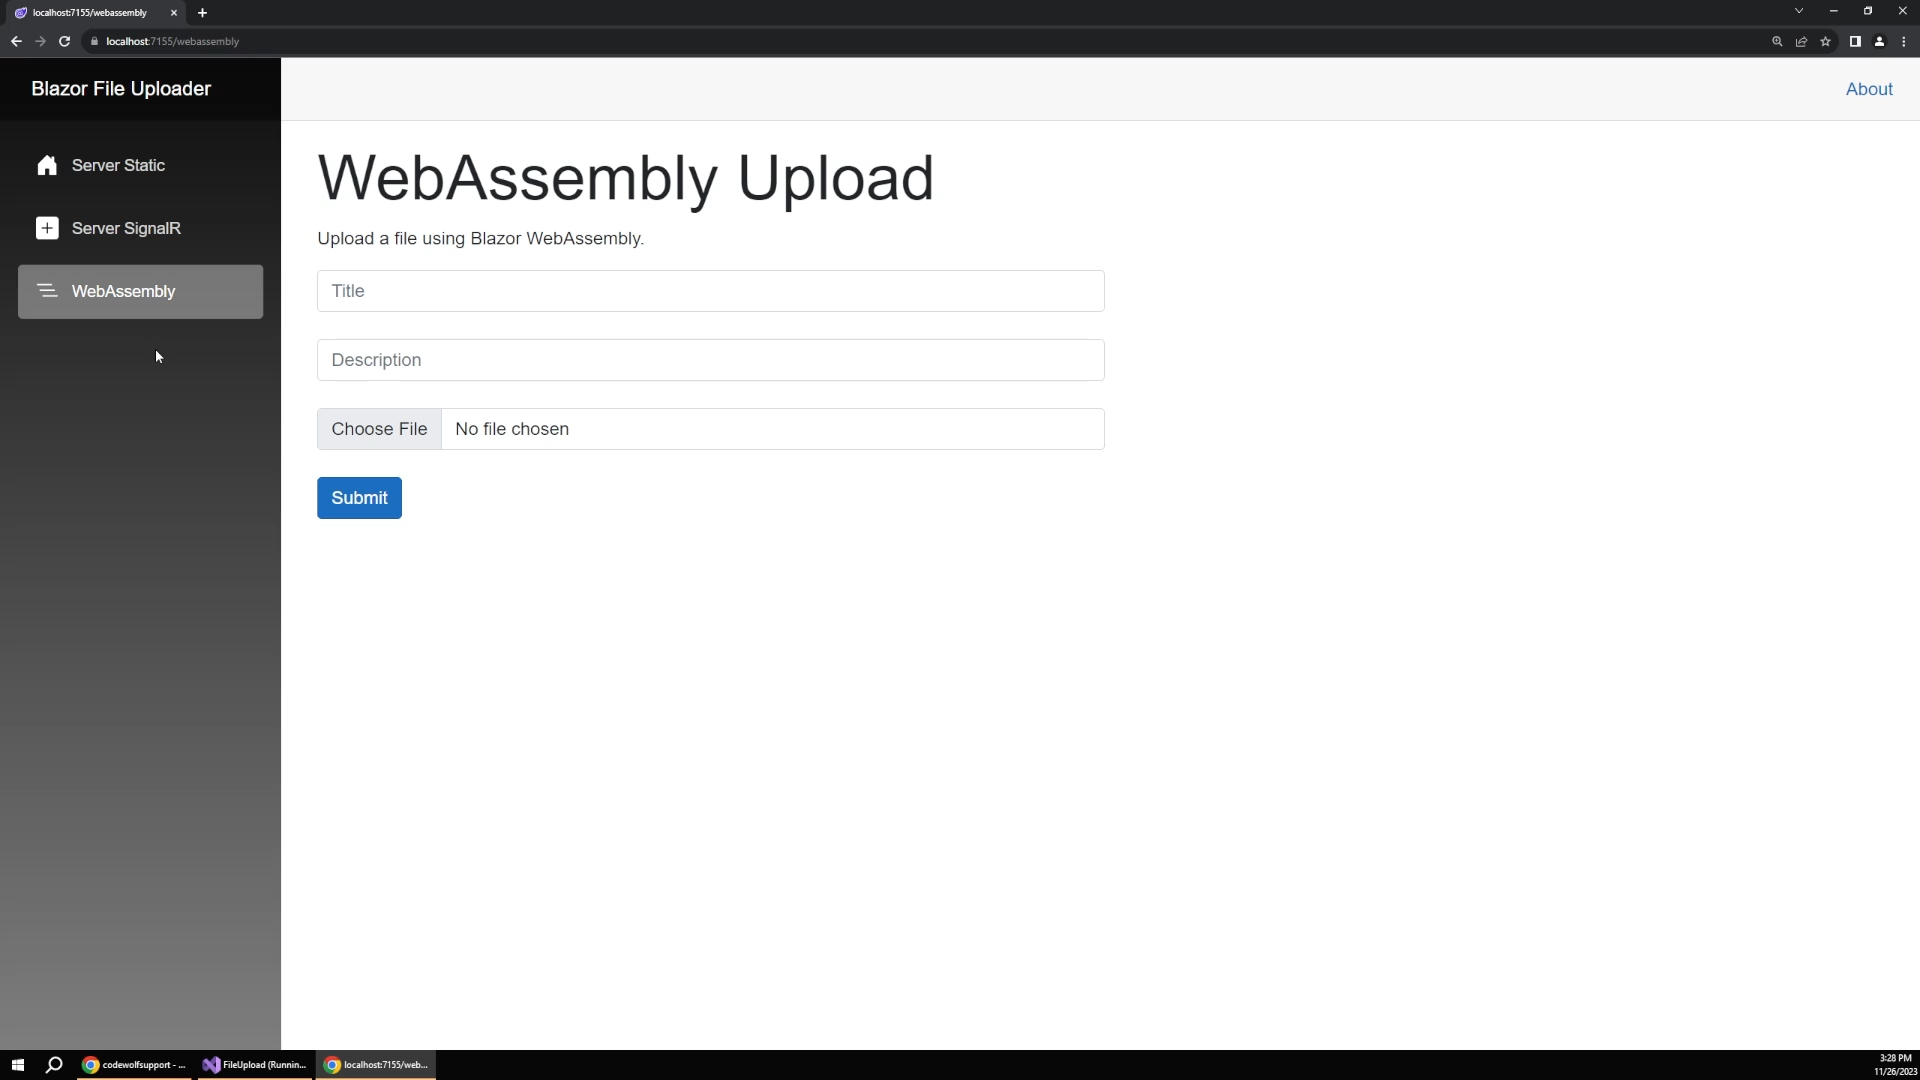 localhost:7155/webassembly
localhost:7155/webassembly
Blazor File Uploader
About
Server Static
Server SignalR
WebAssembly
WebAssembly Upload
Upload a file using Blazor WebAssembly.
Title
Description
Choose File No file chosen
Submit
codewolfsupport - ...
FileUpload (Runnin...
localhost:7155/web...
3:28 PM
11/26/2023